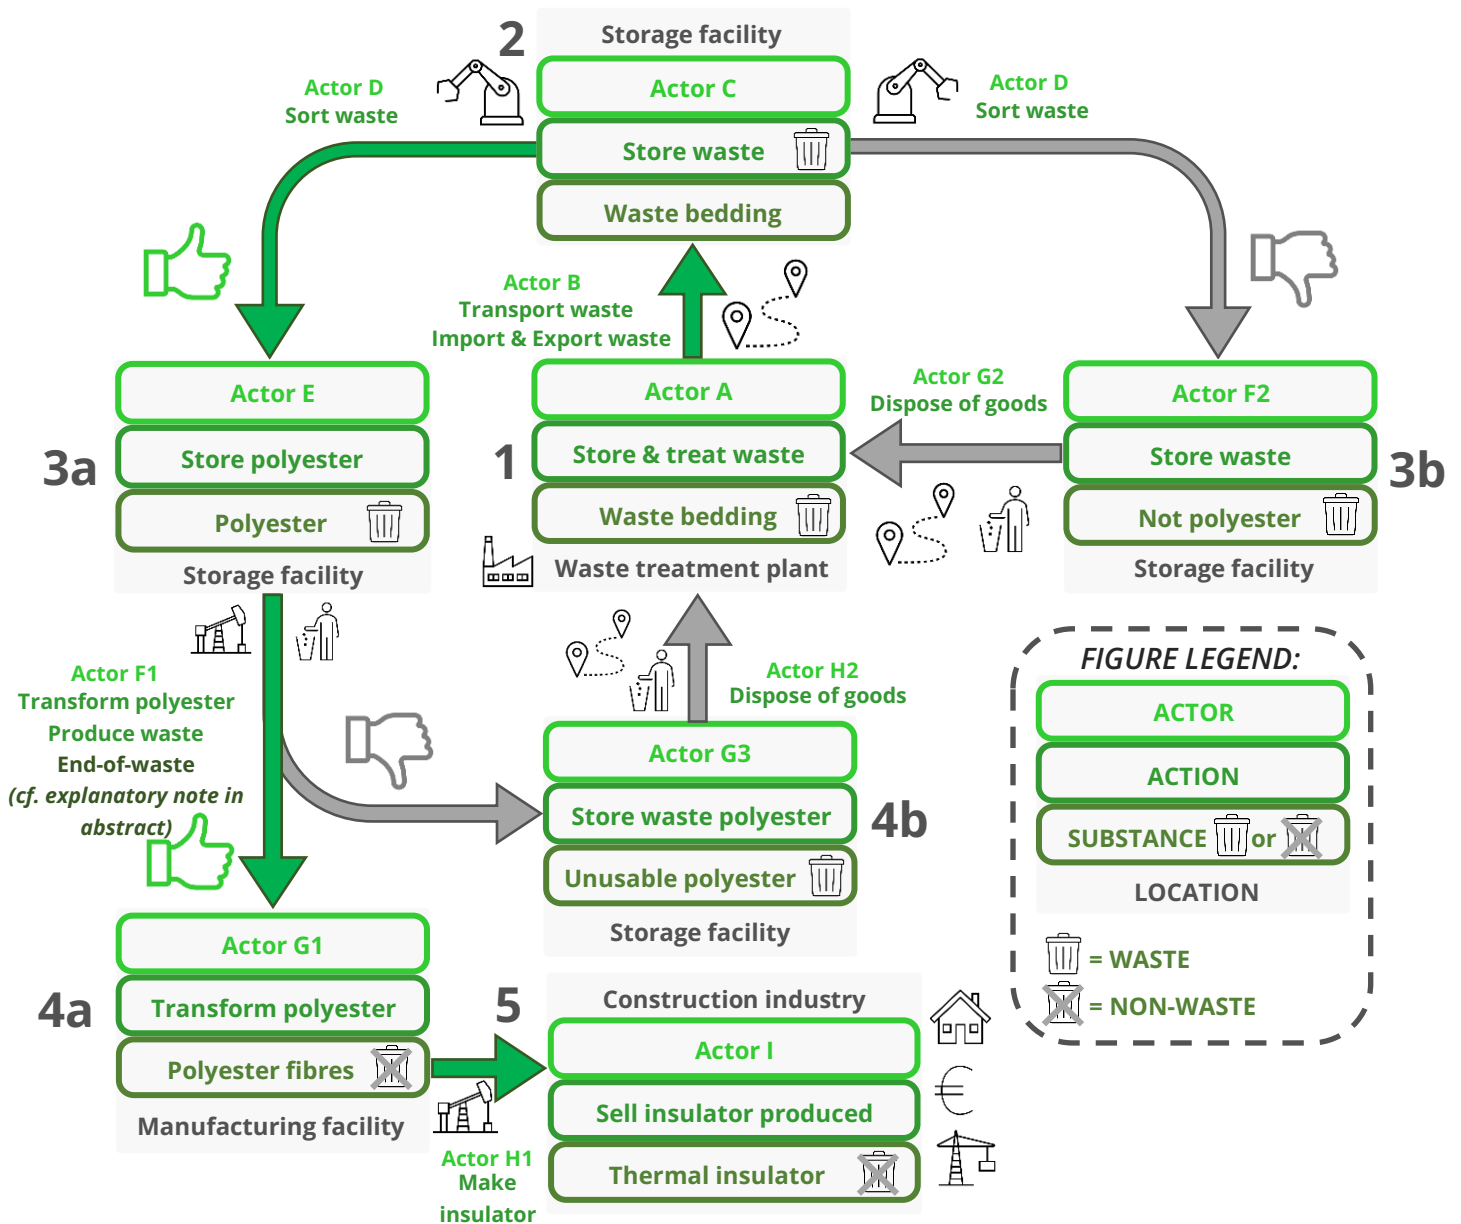 2
Storage facility
Actor C
Store waste
Waste bedding
Actor D
Sort waste
Actor D
Sort waste
Actor B
Transport waste
Import & Export waste
3a
Actor E
Store polyester
Polyester
Storage facility
1
Actor A
Store & treat waste
Waste bedding
Waste treatment plant
Actor G2
Dispose of goods
3b
Actor F2
Store waste
Not polyester
Storage facility
Actor F1
Transform polyester
Produce waste
End-of-waste
(cf. explanatory note in
abstract)
Actor H2
Dispose of goods
4b
Actor G3
Store waste polyester
Unusable polyester
Storage facility
4a
Actor G1
Transform polyester
Polyester fibres
Manufacturing facility
Actor H1
Make
insulator
5
Construction industry
Actor I
Sell insulator produced
Thermal insulator
€
FIGURE LEGEND:
ACTOR
ACTION
SUBSTANCE or
LOCATION
= WASTE
= NON-WASTE